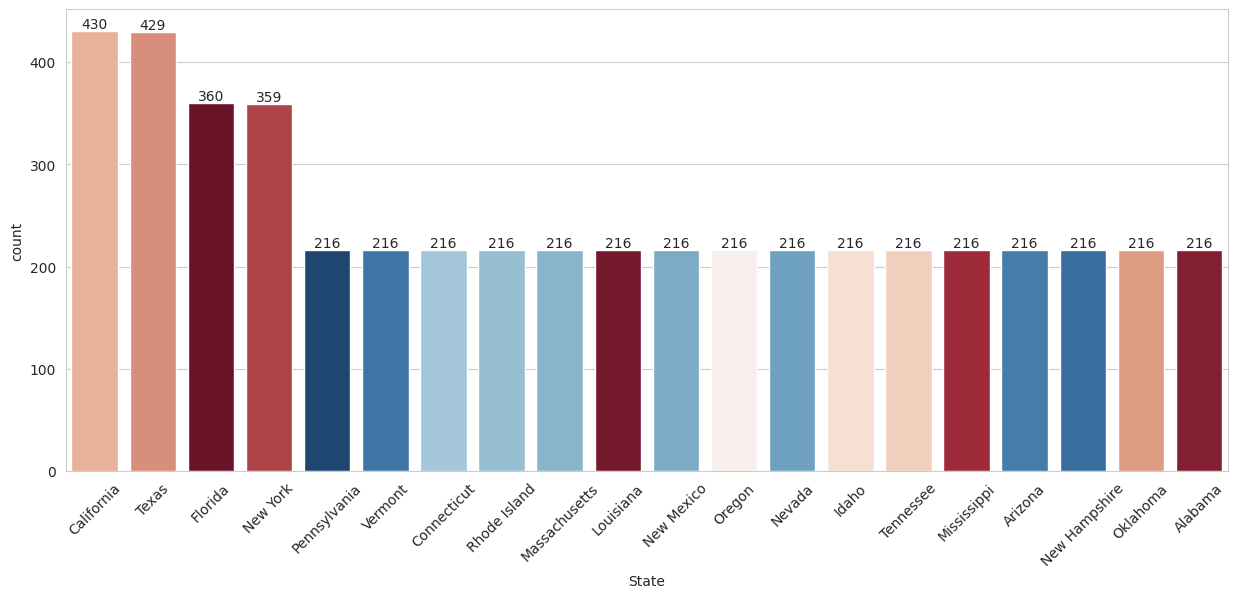 430 429
360 359
216 216 216 216 216 216 216 216 216 216 216 216 216 216 216 216
400
300
200
100
0
count
California Texas Florida New York Pennsylvania Vermont Connecticut Rhode Island Massachusetts Louisiana New Mexico Oregon Nevada Idaho Tennessee Mississippi Arizona New Hampshire Oklahoma Alabama
State